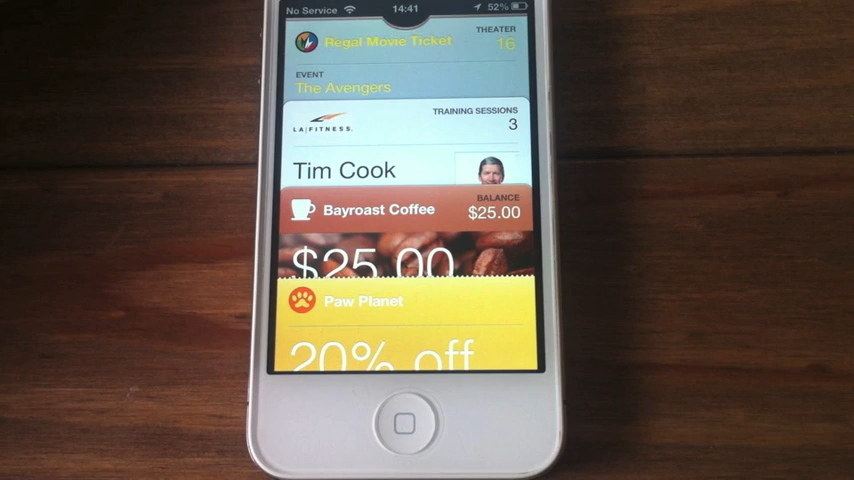 No Service 14:41 52%
Regal Movie Ticket THEATER 16
EVENT
The Avengers
LA|FITNESS. TRAINING SESSIONS 3
Tim Cook
Bayroast Coffee BALANCE $25.00
$25.00
Paw Planet
20% off